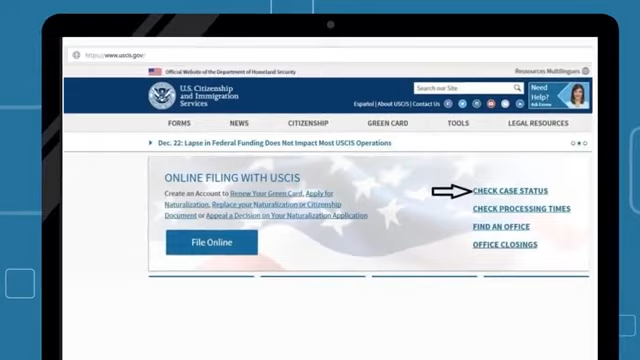 https://www.uscis.gov/
Official Website of the Department of Homeland Security
Ressources Multilingues
U.S. Citizenship
and Immigration
Services
Search our Site
Need
Help?
Ask Emma
Español | About USCIS | Contact Us
FORMS NEWS CITIZENSHIP GREEN CARD TOOLS LEGAL RESOURCES
Dec. 22: Lapse in Federal Funding Does Not Impact Most USCIS Operations
ONLINE FILING WITH USCIS
Create an Account to Renew Your Green Card, Apply for
Naturalization, Replace your Naturalization or Citizenship
Document or Appeal a Decision on Your Naturalization Application
File Online
CHECK CASE STATUS
CHECK PROCESSING TIMES
FIND AN OFFICE
OFFICE CLOSINGS